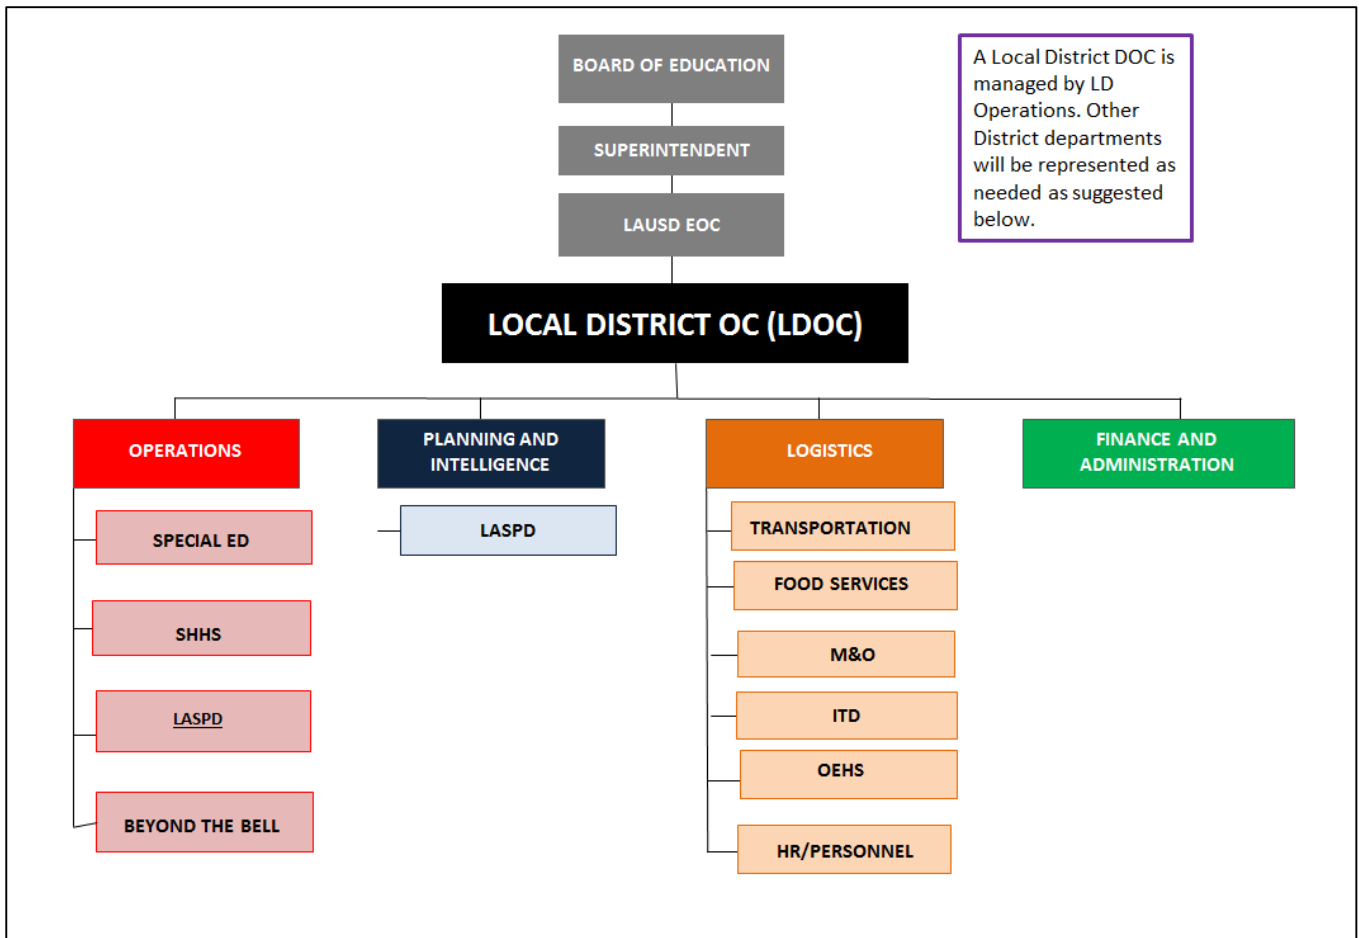 BOARD OF EDUCATION
A Local District DOC is
managed by LD
Operations. Other
District departments
will be represented as
needed as suggested
below.
SUPERINTENDENT
LAUSD EOC
LOCAL DISTRICT OC (LDOC)
OPERATIONS
SPECIAL ED
SHHS
LASPD
BEYOND THE BELL
PLANNING AND
INTELLIGENCE
LASPD
LOGISTICS
TRANSPORTATION
FOOD SERVICES
M&O
ITD
OEHS
HR/PERSONNEL
FINANCE AND
ADMINISTRATION